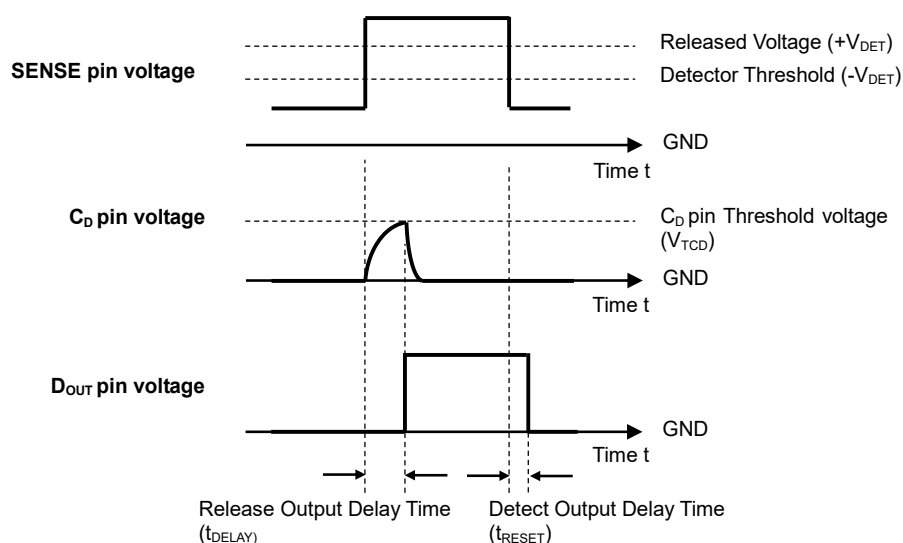 Released Voltage (+VDET)
SENSE pin voltage
Detector Threshold (-VDET)
GND
Time t
CD pin voltage
CD pin Threshold voltage
(VTCD)
GND
Time t
DOUT pin voltage
GND
Time t
Release Output Delay Time
(tDELAY)
Detect Output Delay Time
(tRESET)